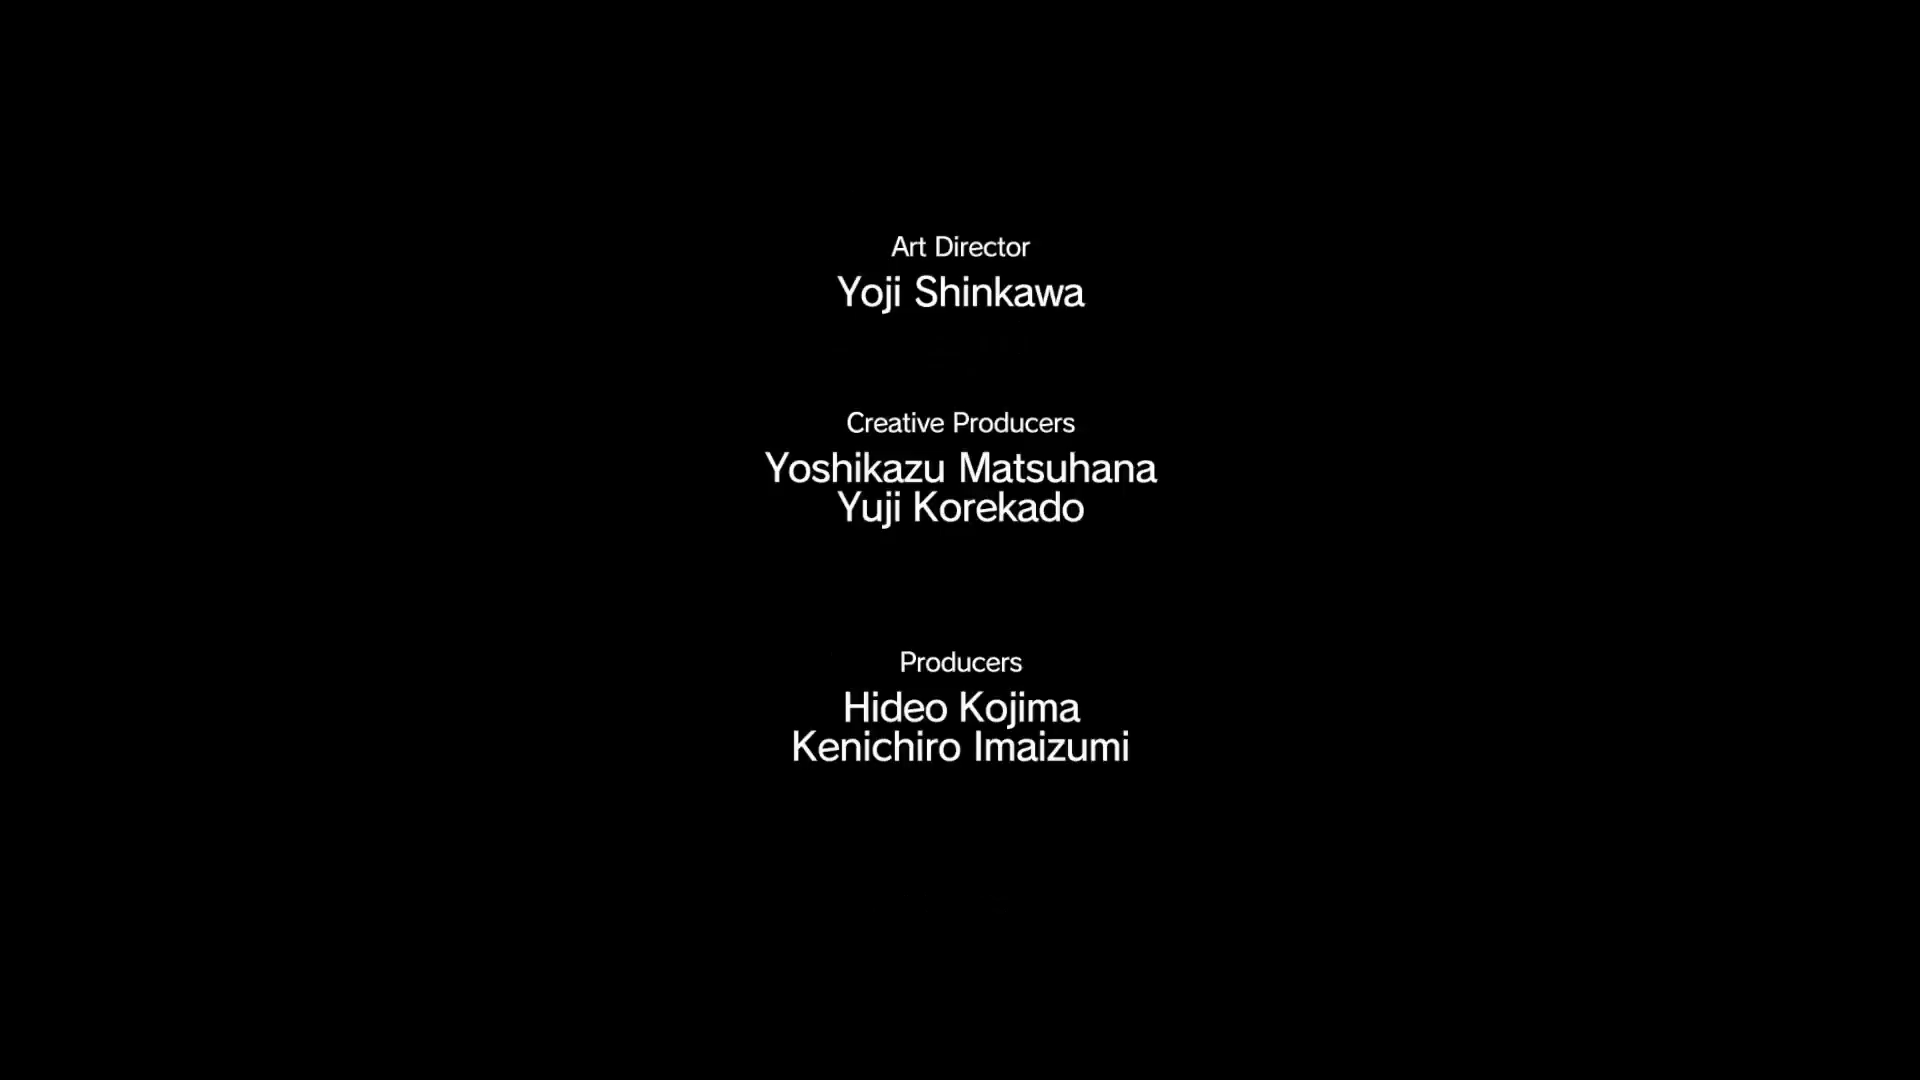 Art Director
Yoji Shinkawa
Creative Producers
Yoshikazu Matsuhana
Yuji Korekado
Producers
Hideo Kojima
Kenichiro Imaizumi